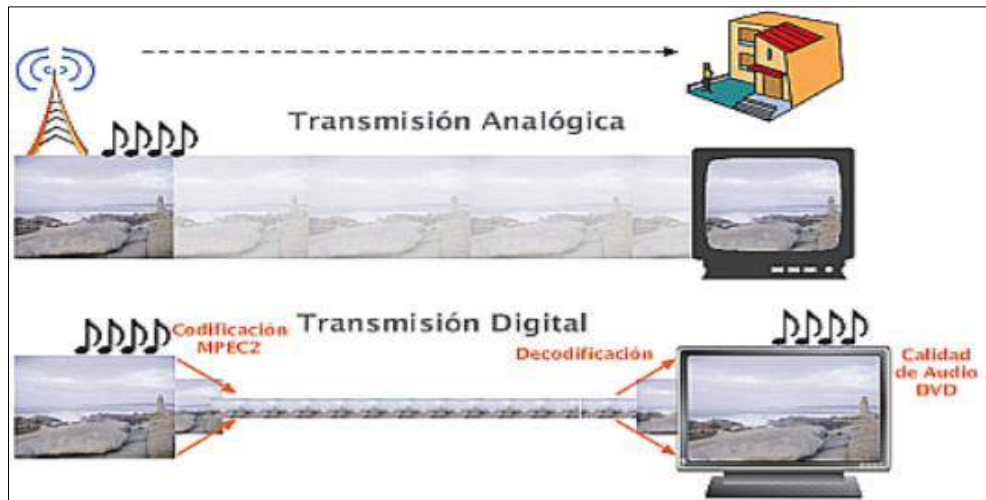 Transmisión Analógica
Transmisión Digital
Codificación
MPEC2
Decodificación
Calidad
de Audio
DVD